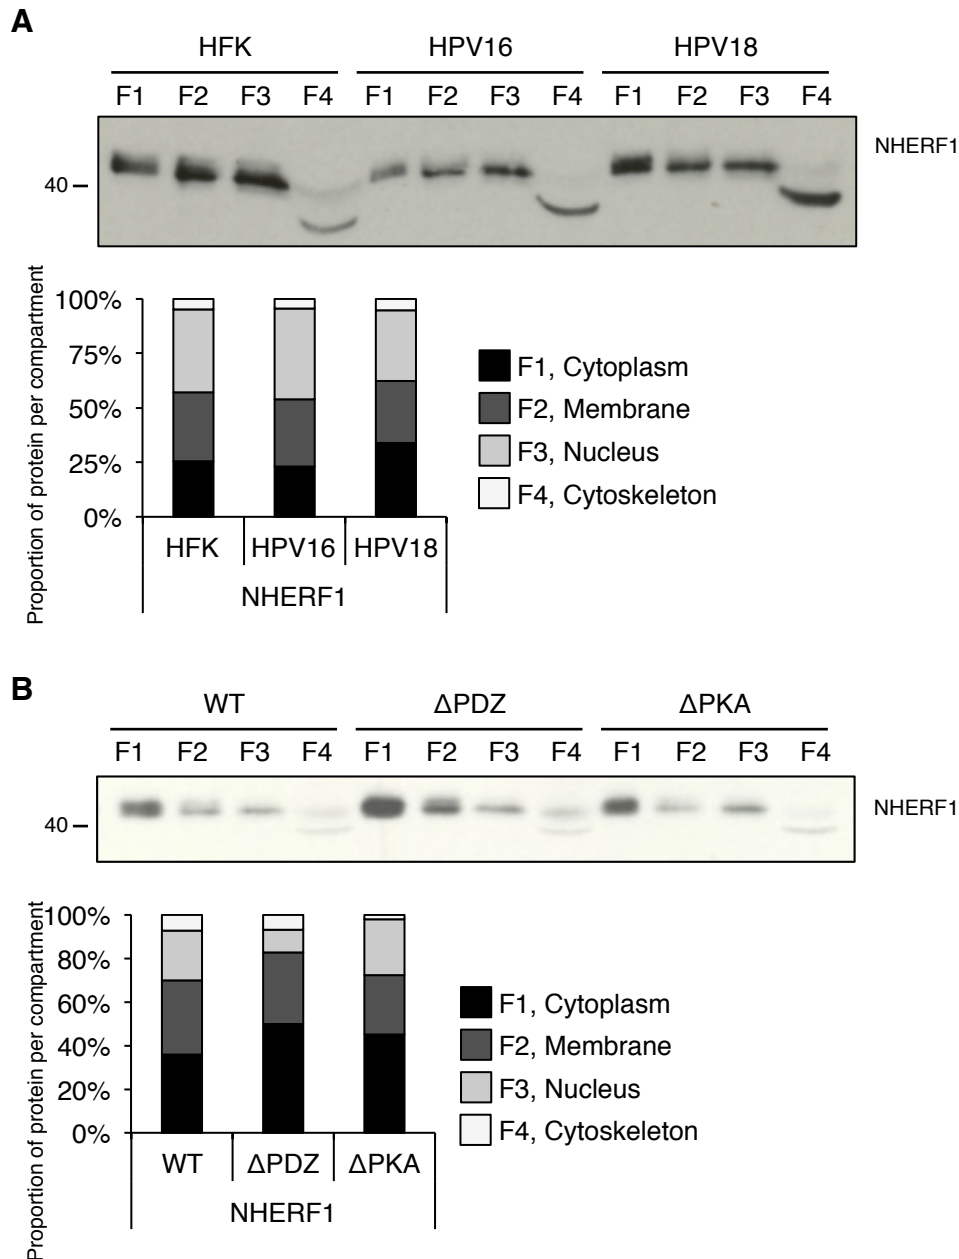 A
HFK HPV16 HPV18
F1 F2 F3 F4 F1 F2 F3 F4 F1 F2 F3 F4
NHERF1
40
Proportion of protein per compartment
100%
75%
50%
25%
0%
HFK HPV16 HPV18
NHERF1
F1, Cytoplasm
F2, Membrane
F3, Nucleus
F4, Cytoskeleton
B
WT ΔPDZ ΔPKA
F1 F2 F3 F4 F1 F2 F3 F4 F1 F2 F3 F4
NHERF1
40
Proportion of protein per compartment
100%
80%
60%
40%
20%
0%
WT ΔPDZ ΔPKA
NHERF1
F1, Cytoplasm
F2, Membrane
F3, Nucleus
F4, Cytoskeleton